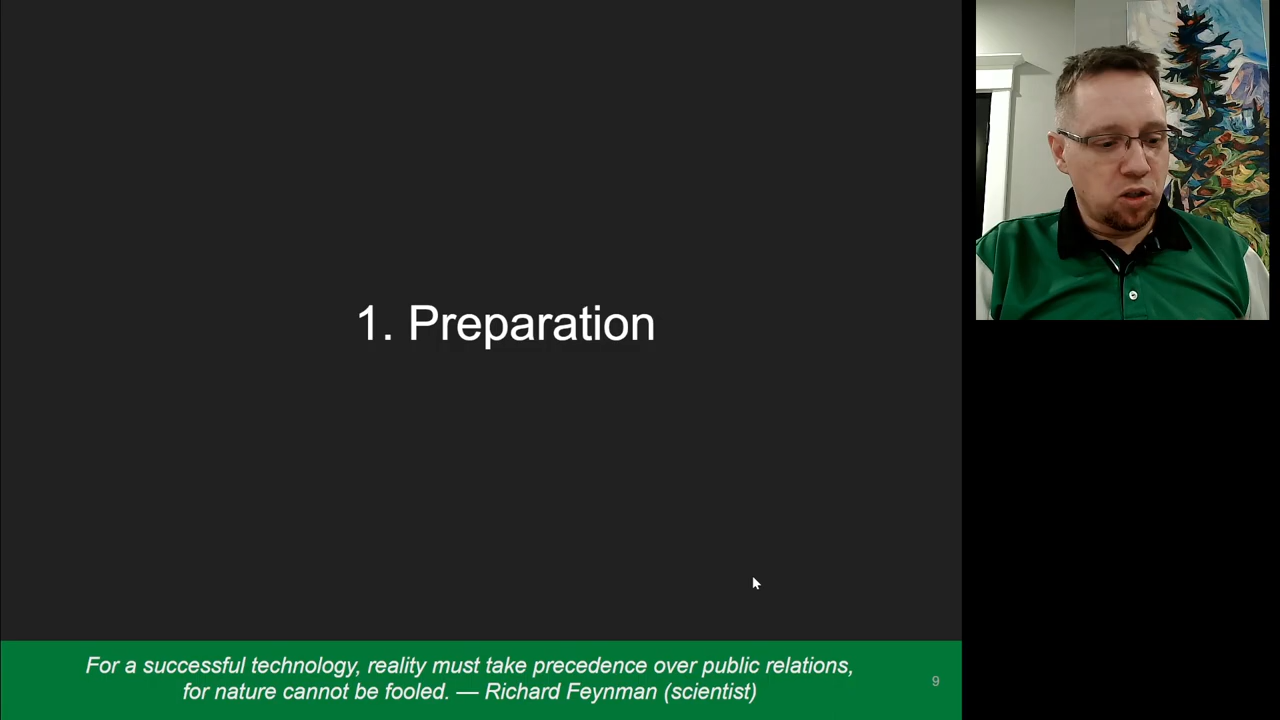 1. Preparation
For a successful technology, reality must take precedence over public relations,
for nature cannot be fooled. — Richard Feynman (scientist)
9